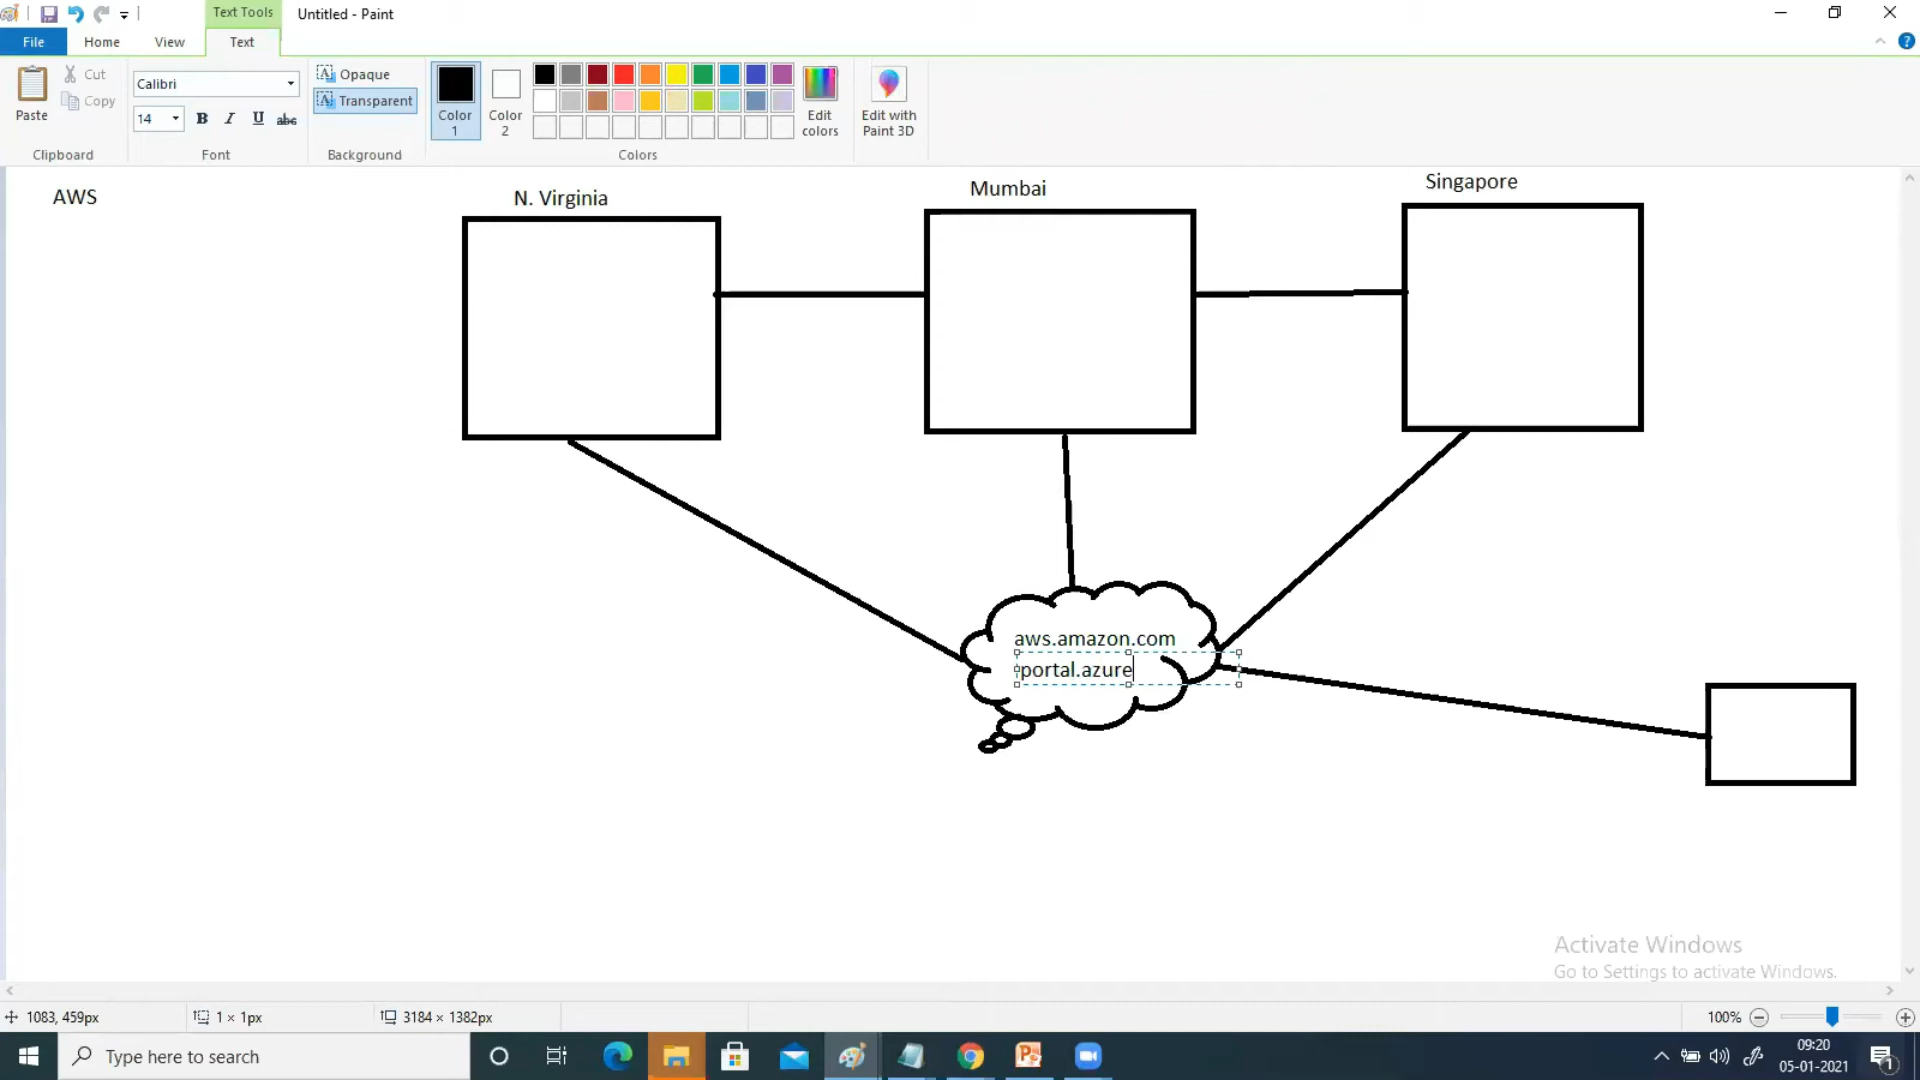 Text Tools
Untitled - Paint
File
Home
View
Text
Paste
Cut
Copy
Clipboard
Calibri
14
B I U abc
Font
Opaque
Transparent
Background
Color 1
Color 2
Edit colors
Colors
Edit with Paint 3D
AWS
N. Virginia
Mumbai
Singapore
aws.amazon.com
portal.azure
Activate Windows
Go to Settings to activate Windows.
1083, 459px
1 × 1px
3184 × 1382px
100%
Type here to search
09:20
05-01-2021
1